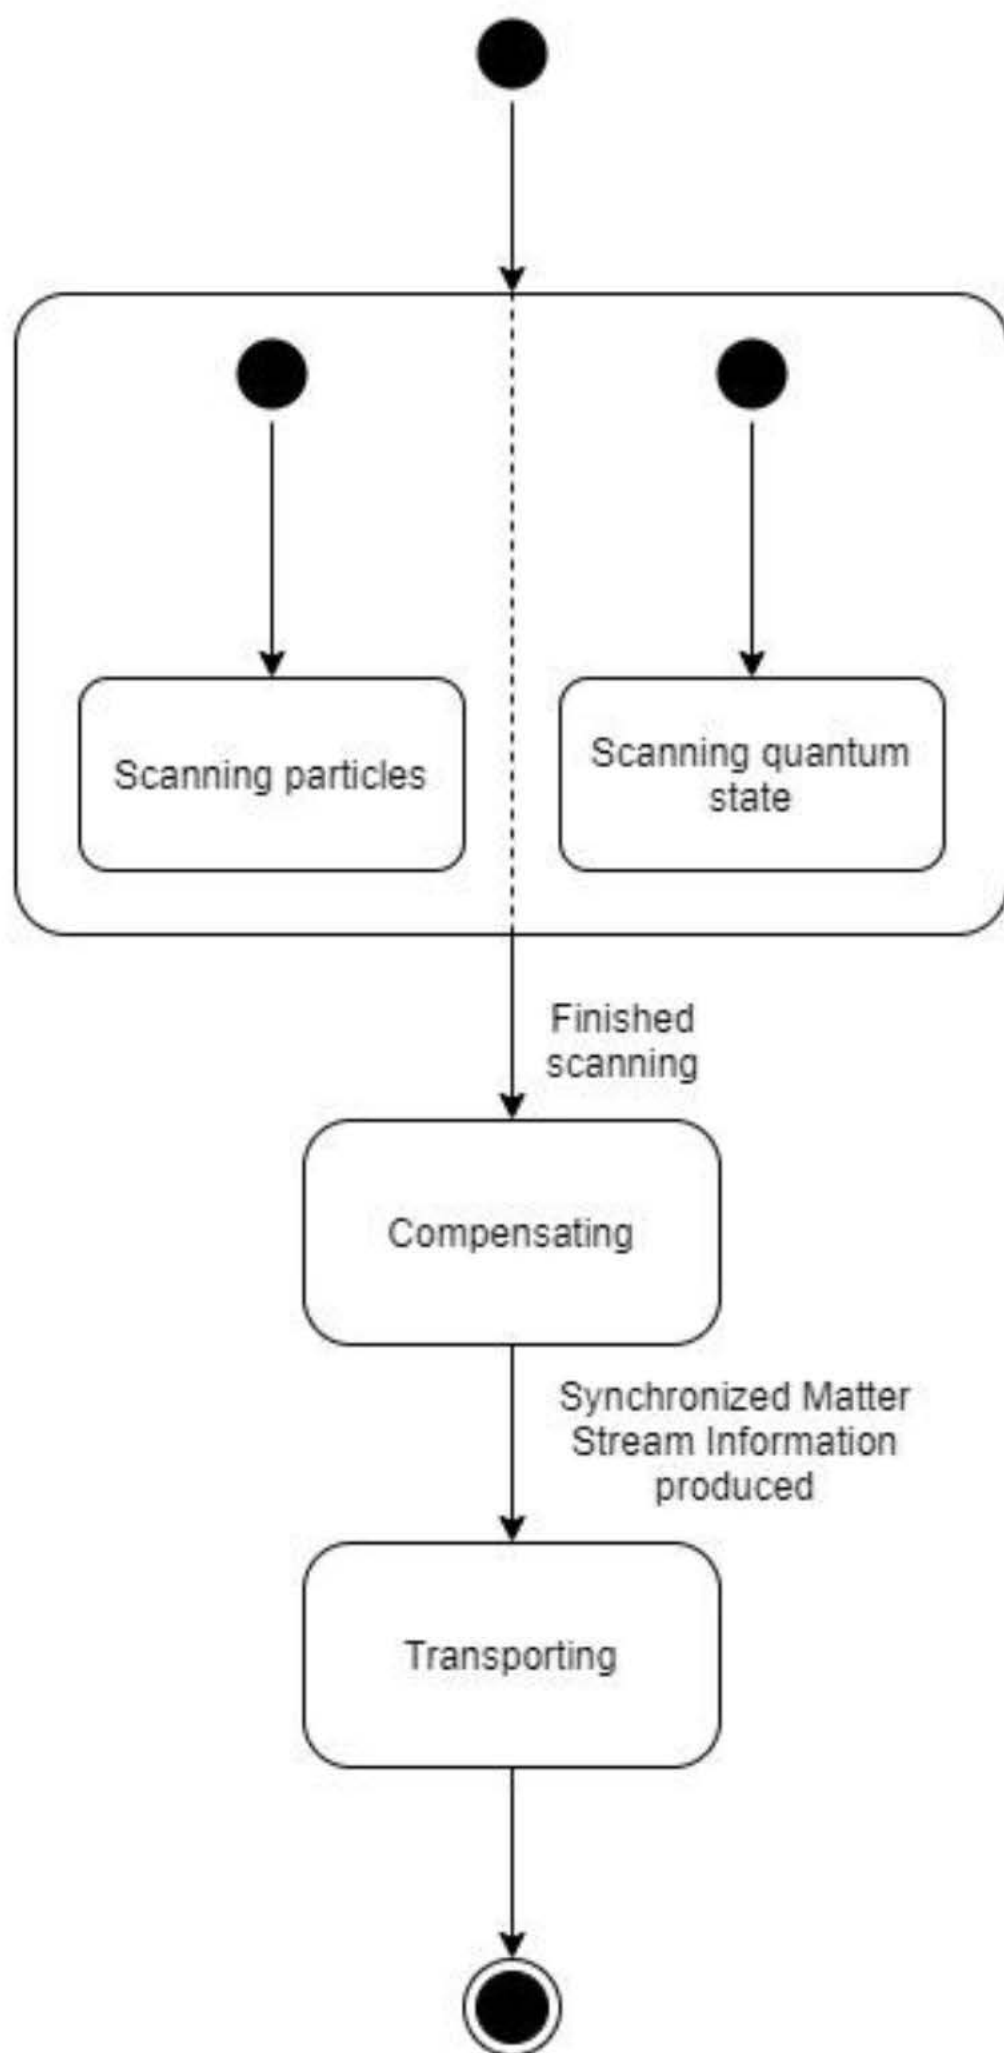 Scanning particles
Scanning quantum
state
Finished
scanning
Compensating
Synchronized Matter
Stream Information
produced
Transporting